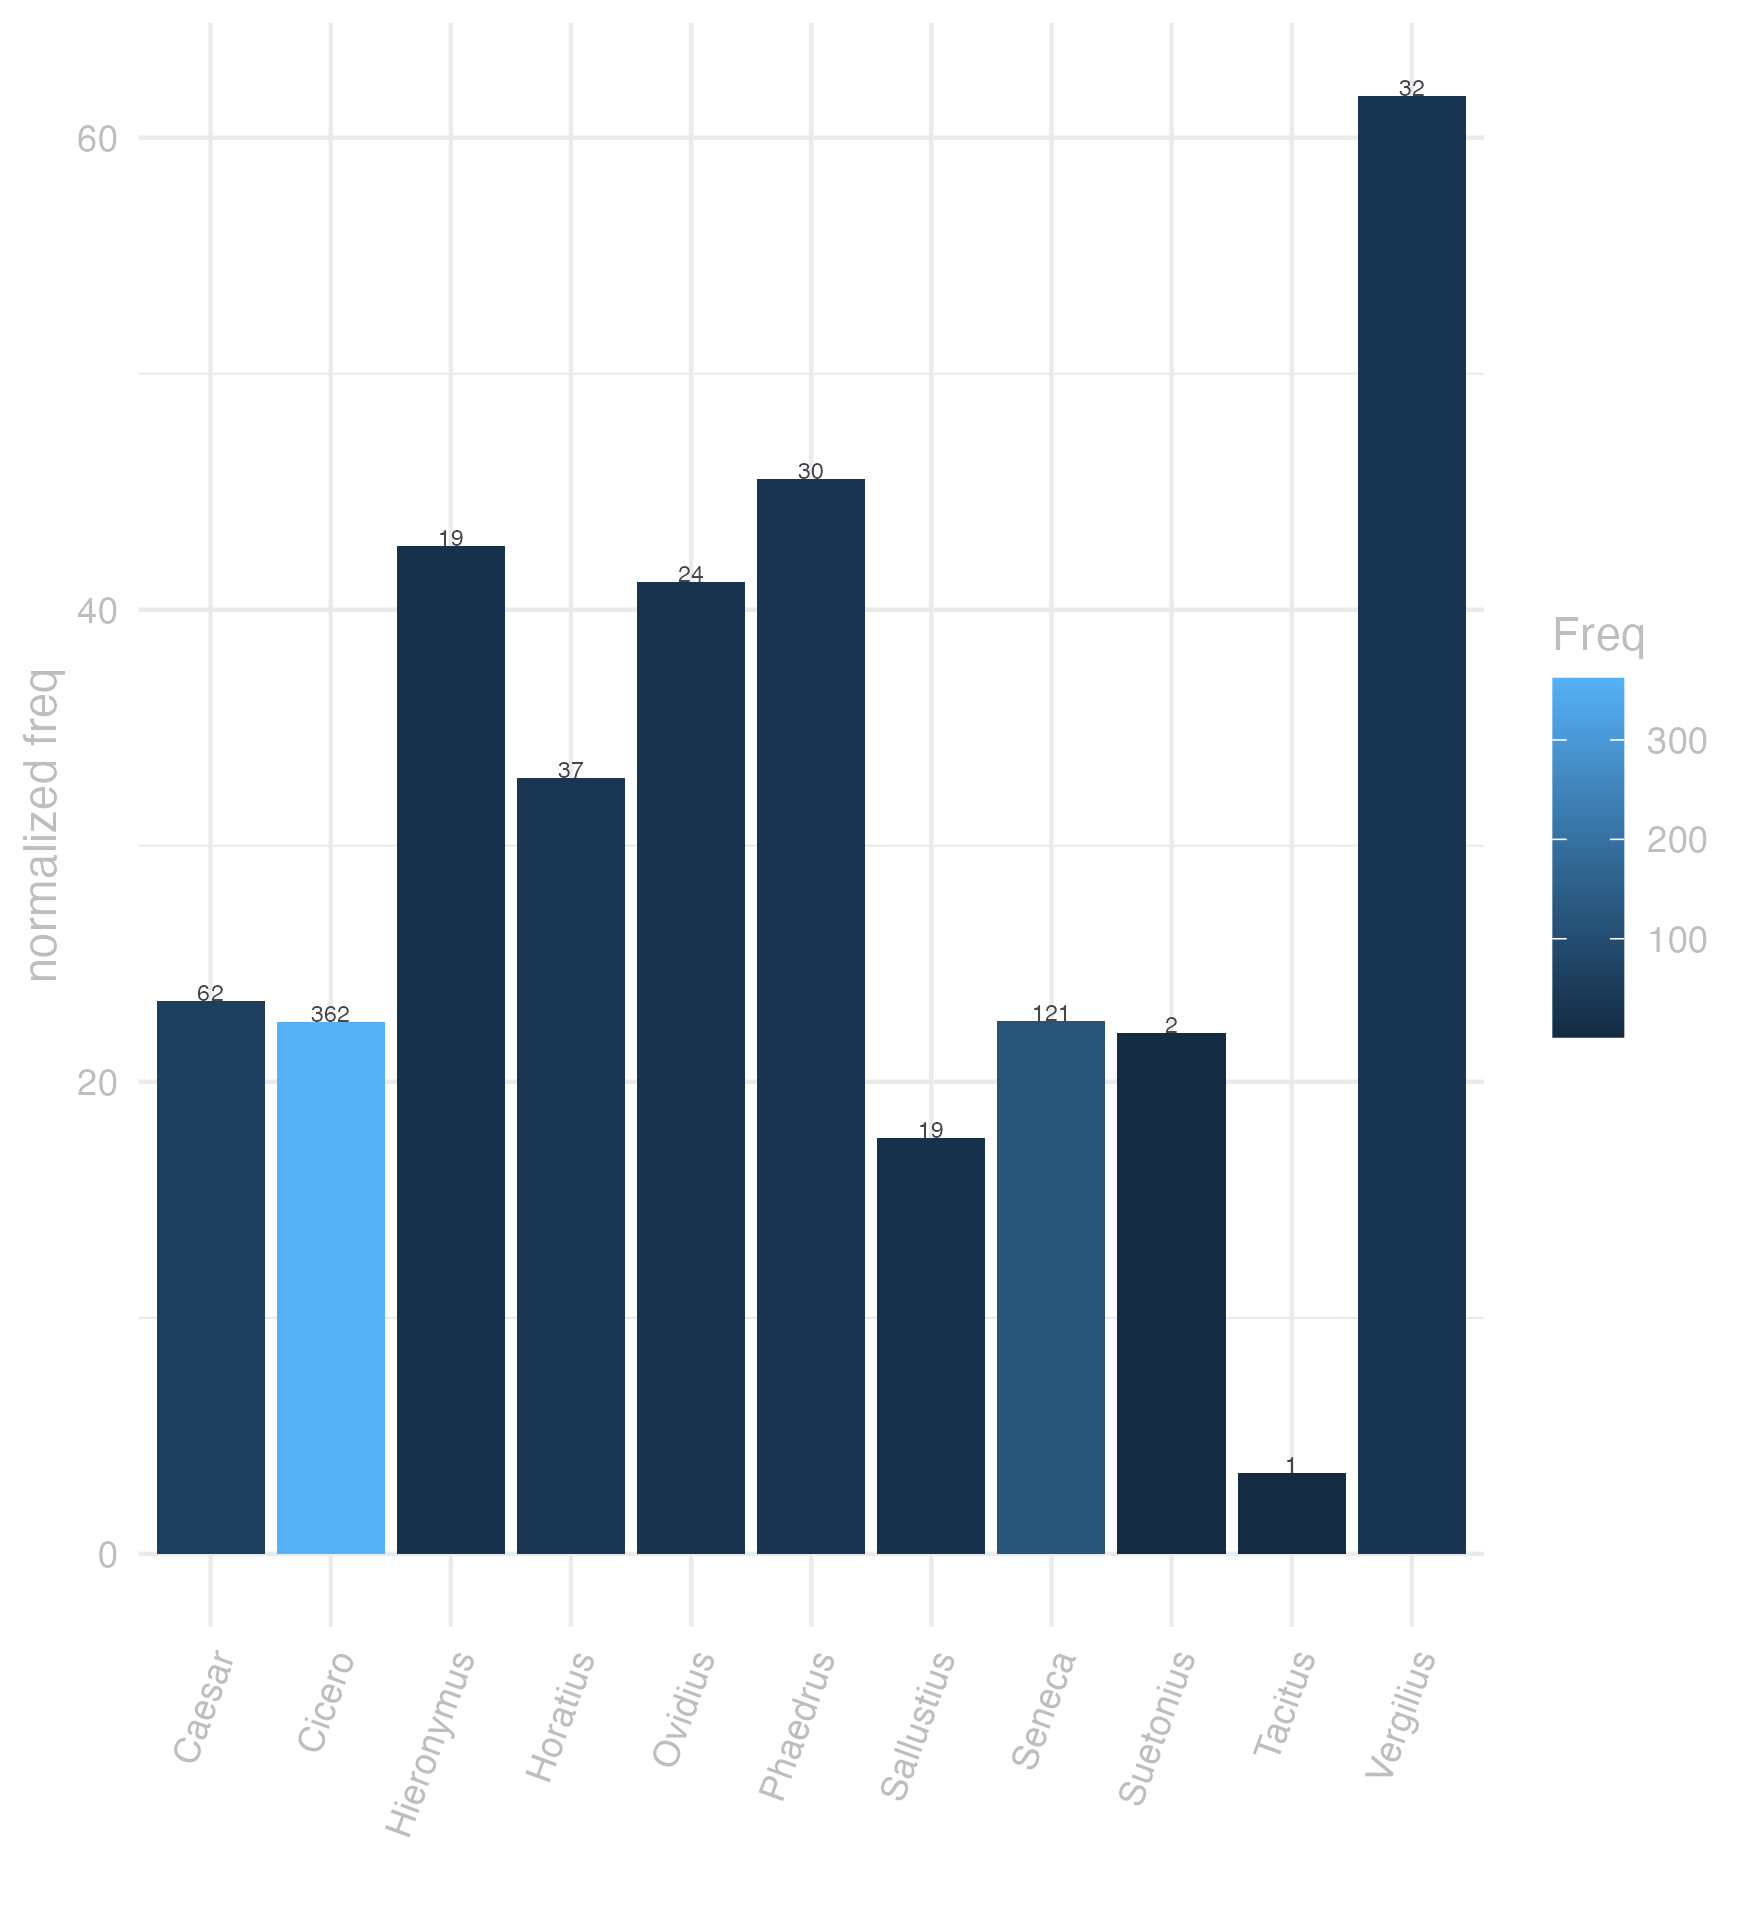 32
60
30
19
24
40
Freq
37
300
200
100
normalized freq
62
362
121
2
20
19
1
0
Caesar
Cicero
Hieronymus
Horatius
Ovidius
Phaedrus
Sallustius
Seneca
Suetonius
Tacitus
Vergilius